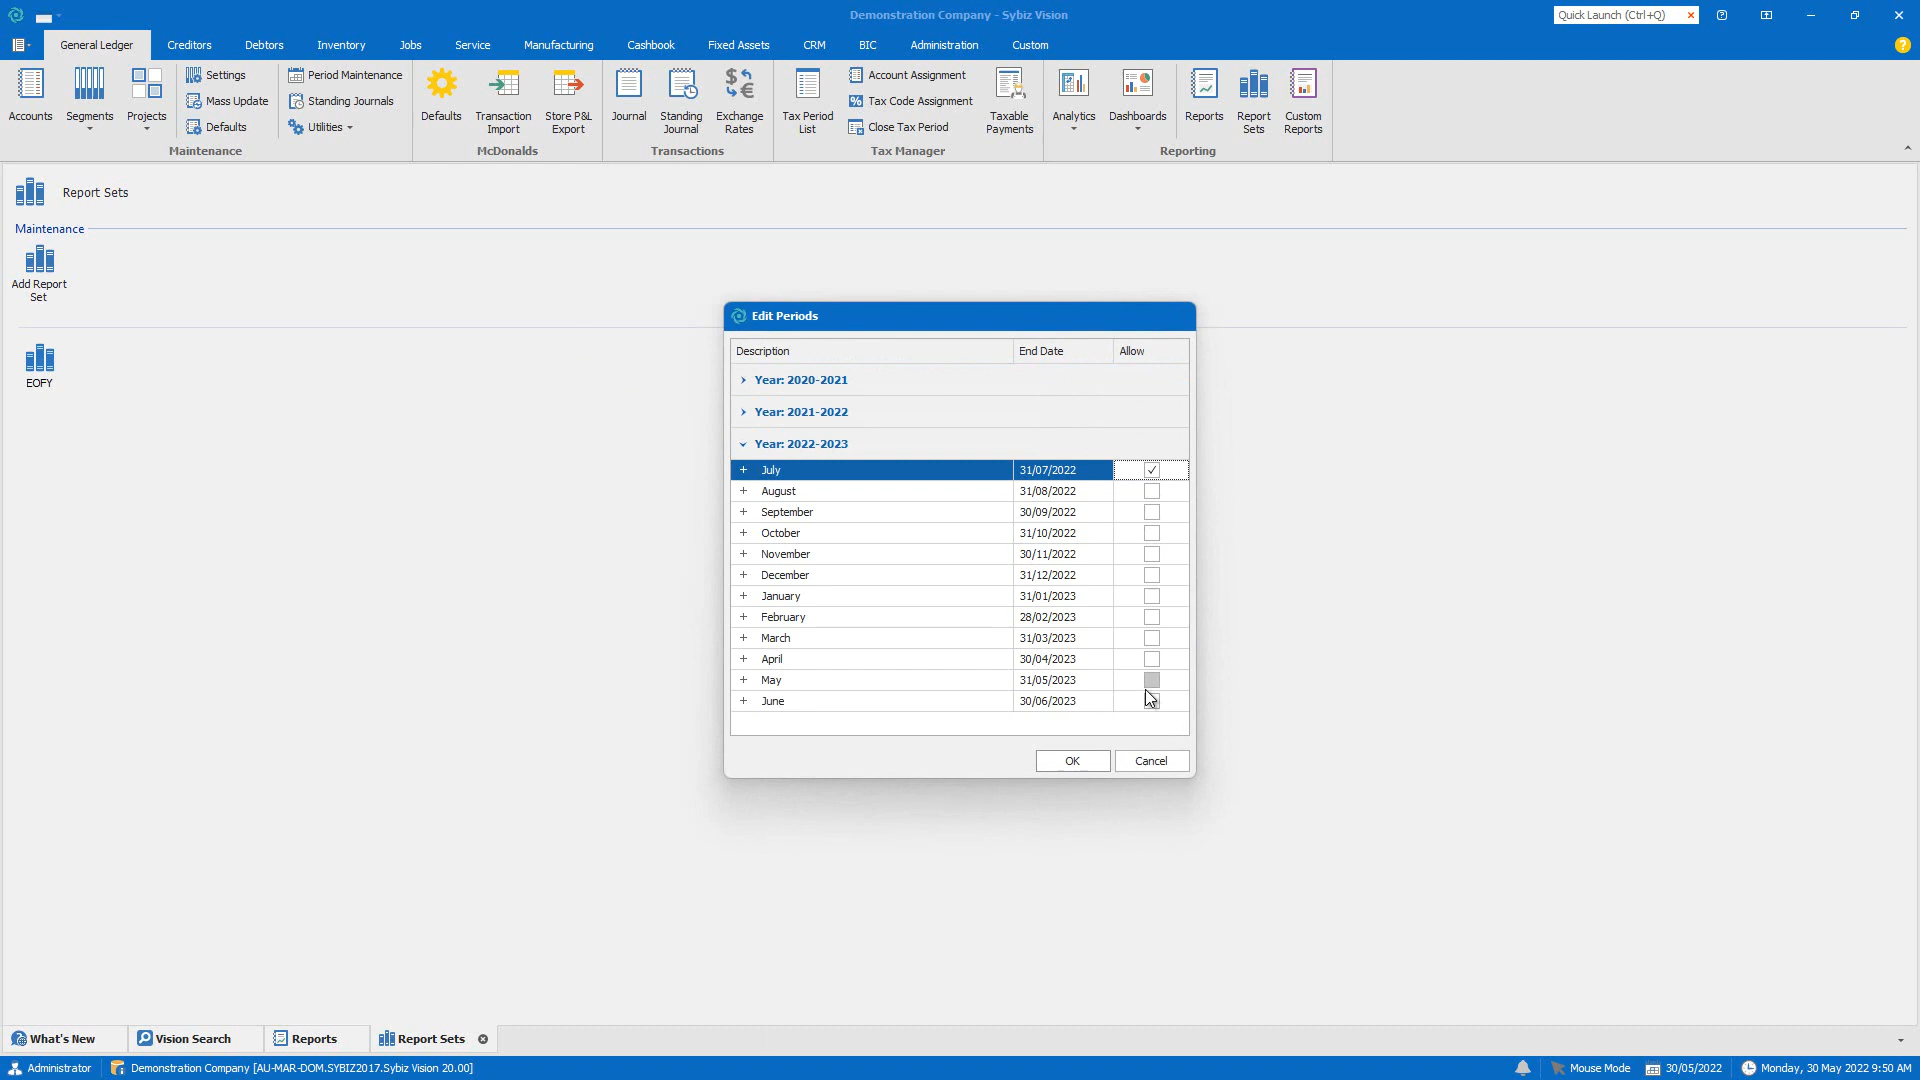 Demonstration Company - Sybiz Vision
Quick Launch (Ctrl+Q)
General Ledger Creditors Debtors Inventory Jobs Service Manufacturing Cashbook Fixed Assets CRM BIC Administration Custom
Accounts Segments Projects Settings Mass Update Defaults Period Maintenance Standing Journals Utilities
Maintenance
Defaults Transaction Import Store P&L Export
McDonalds
Journal Standing Journal Exchange Rates
Transactions
Tax Period List Account Assignment Tax Code Assignment Close Tax Period Taxable Payments
Tax Manager
Analytics Dashboards Reports Report Sets Custom Reports
Reporting
Report Sets
Maintenance
Add Report
Set
EOFY
Edit Periods
Description End Date Allow
Year: 2020-2021
Year: 2021-2022
Year: 2022-2023
July 31/07/2022
August 31/08/2022
September 30/09/2022
October 31/10/2022
November 30/11/2022
December 31/12/2022
January 31/01/2023
February 28/02/2023
March 31/03/2023
April 30/04/2023
May 31/05/2023
June 30/06/2023
OK Cancel
What's New Vision Search Reports Report Sets
Administrator Demonstration Company [AU-MAR-DOM.SYBIZ2017.Sybiz Vision 20.00] Mouse Mode 30/05/2022 Monday, 30 May 2022 9:50 AM